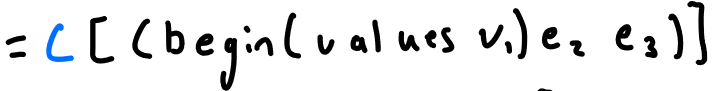 = C [ (begin (values v₁) e₂ e₃)]